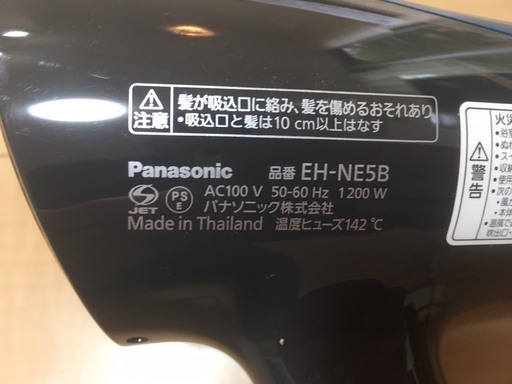 注意
髪が吸込口に絡み、髪を傷めるおそれあり
・吸込口と髪は10 cm以上はなす
Panasonic 品番 EH-NE5B
S JET PS E AC100 V 50-60 Hz 1200 W
パナソニック株式会社
Made in Thailand 温度ヒューズ142 ℃
警告
火災